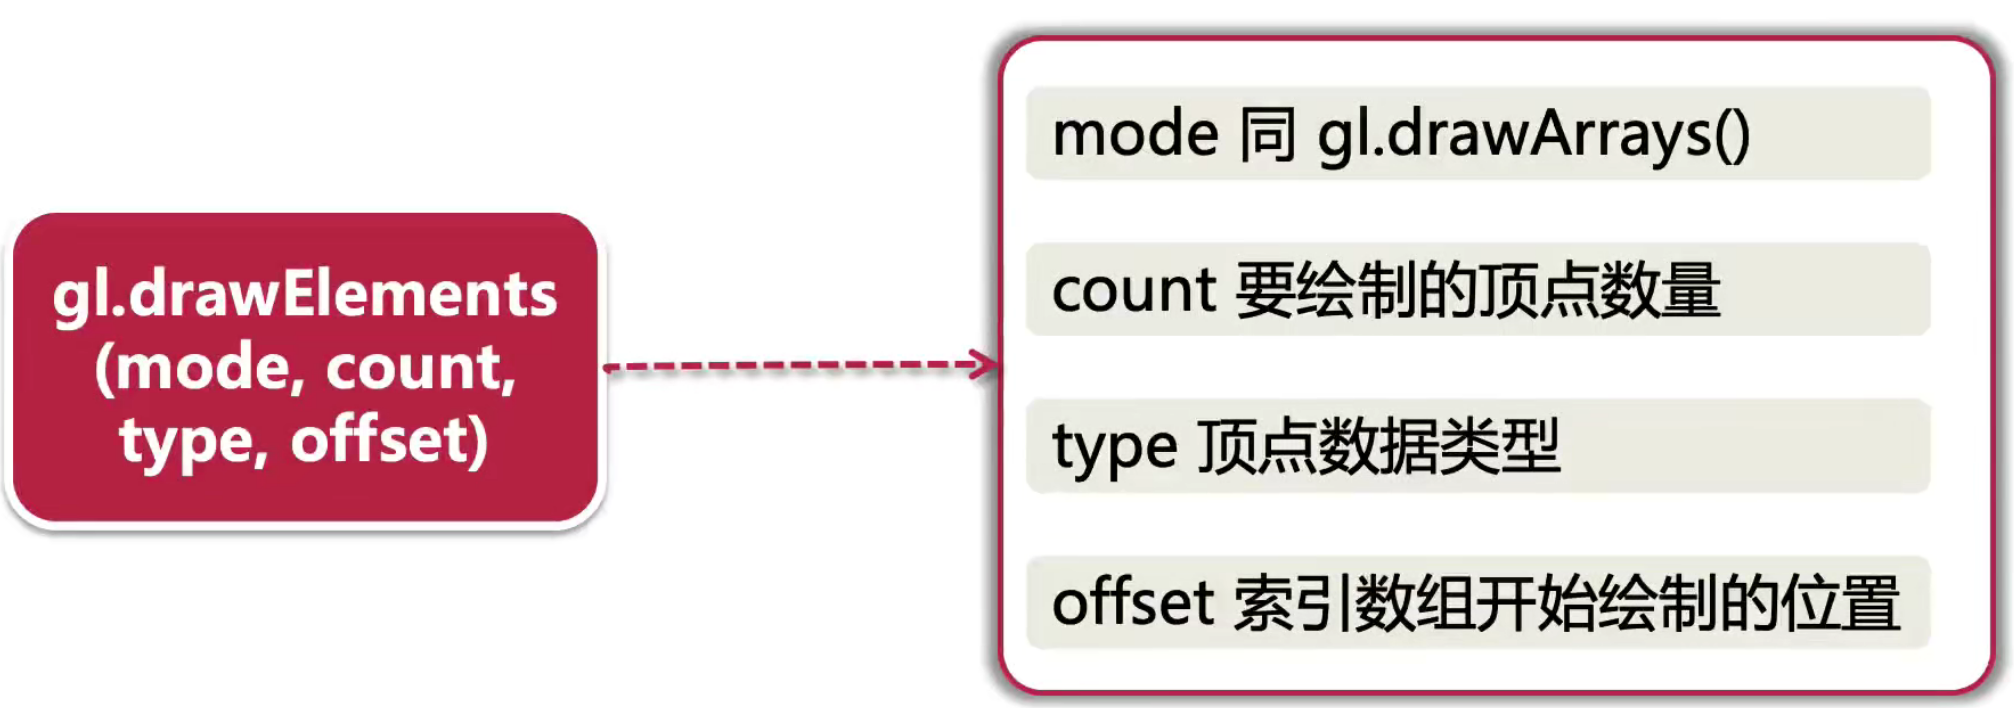 gl.drawElements
(mode, count,
type, offset)
mode 同 gl.drawArrays()
count 要绘制的顶点数量
type 顶点数据类型
offset 索引数组开始绘制的位置